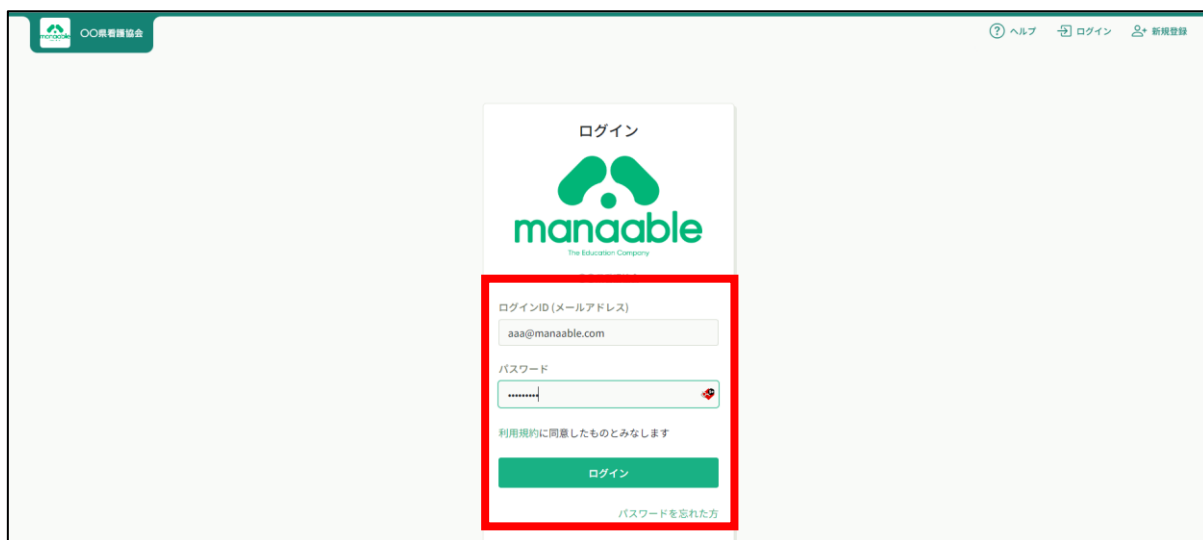 manaable
〇〇県看護協会
? ヘルプ
ログイン
新規登録
ログイン
manaable
The Education Company
ログインID (メールアドレス)
aaa@manaable.com
パスワード
•••••••••
利用規約に同意したものとみなします
ログイン
パスワードを忘れた方